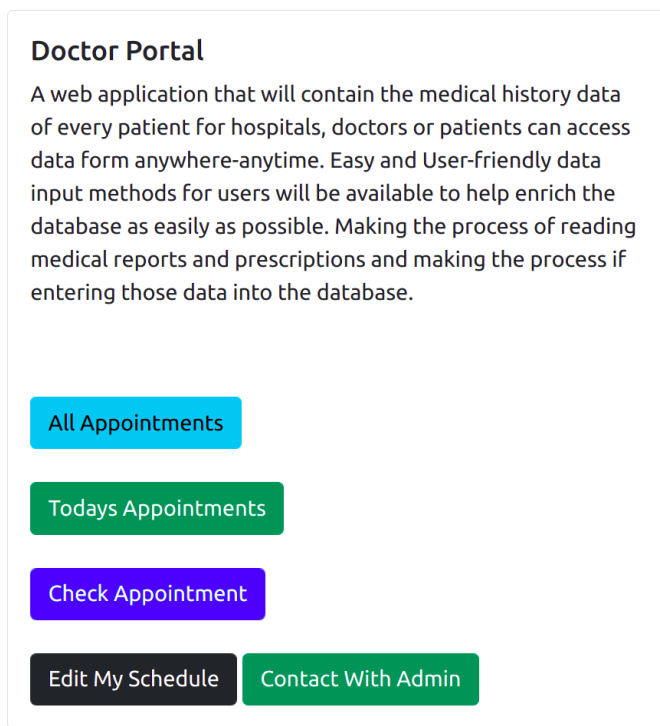 Doctor Portal
A web application that will contain the medical history data
of every patient for hospitals, doctors or patients can access
data form anywhere-anytime. Easy and User-friendly data
input methods for users will be available to help enrich the
database as easily as possible. Making the process of reading
medical reports and prescriptions and making the process if
entering those data into the database.
All Appointments
Todays Appointments
Check Appointment
Edit My Schedule Contact With Admin